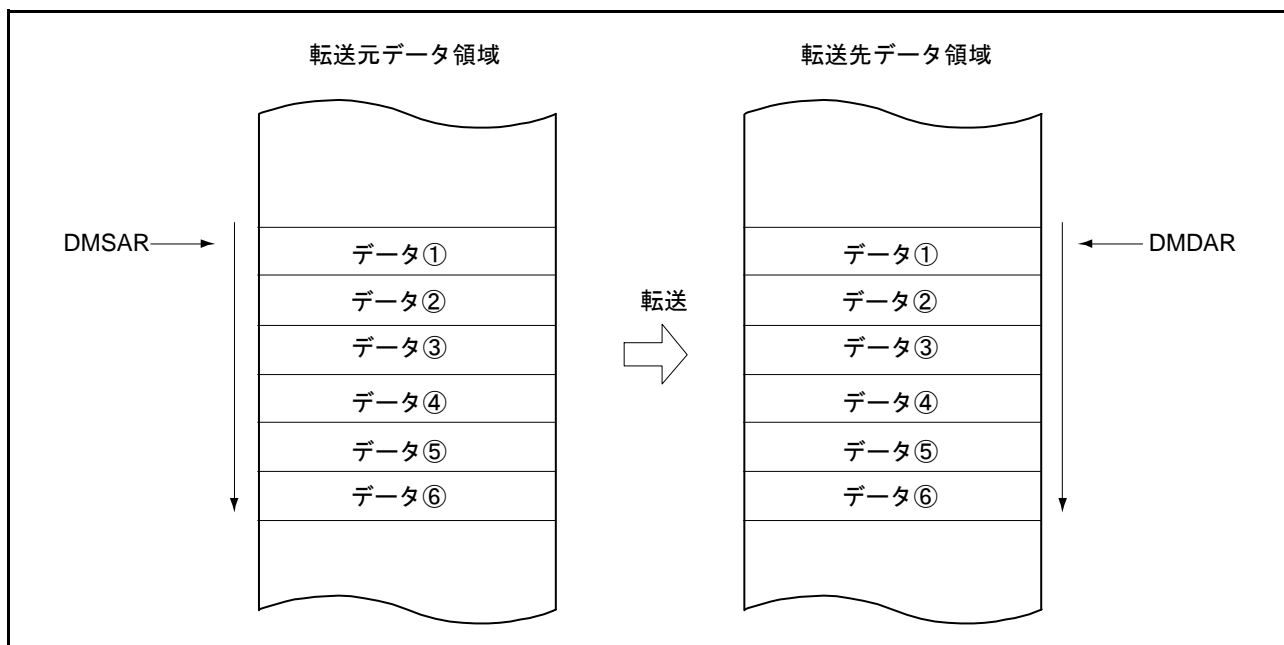 転送元データ領域
転送先データ領域
DMSAR
DMDAR
データ①
データ①
データ②
データ②
転送
データ③
データ③
データ④
データ④
データ⑤
データ⑤
データ⑥
データ⑥